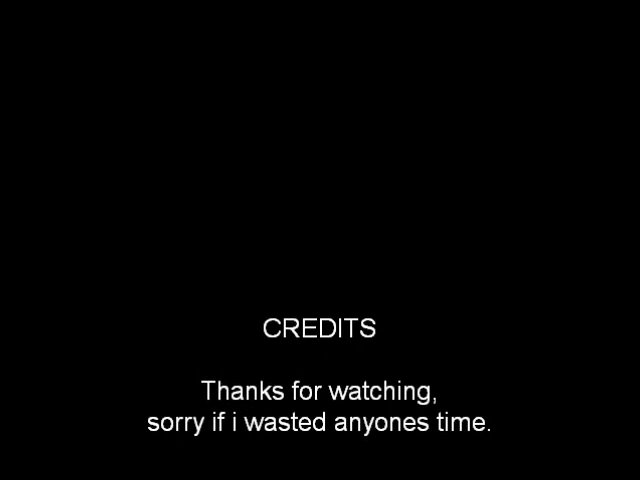 CREDITS
Thanks for watching,
sorry if i wasted anyones time.